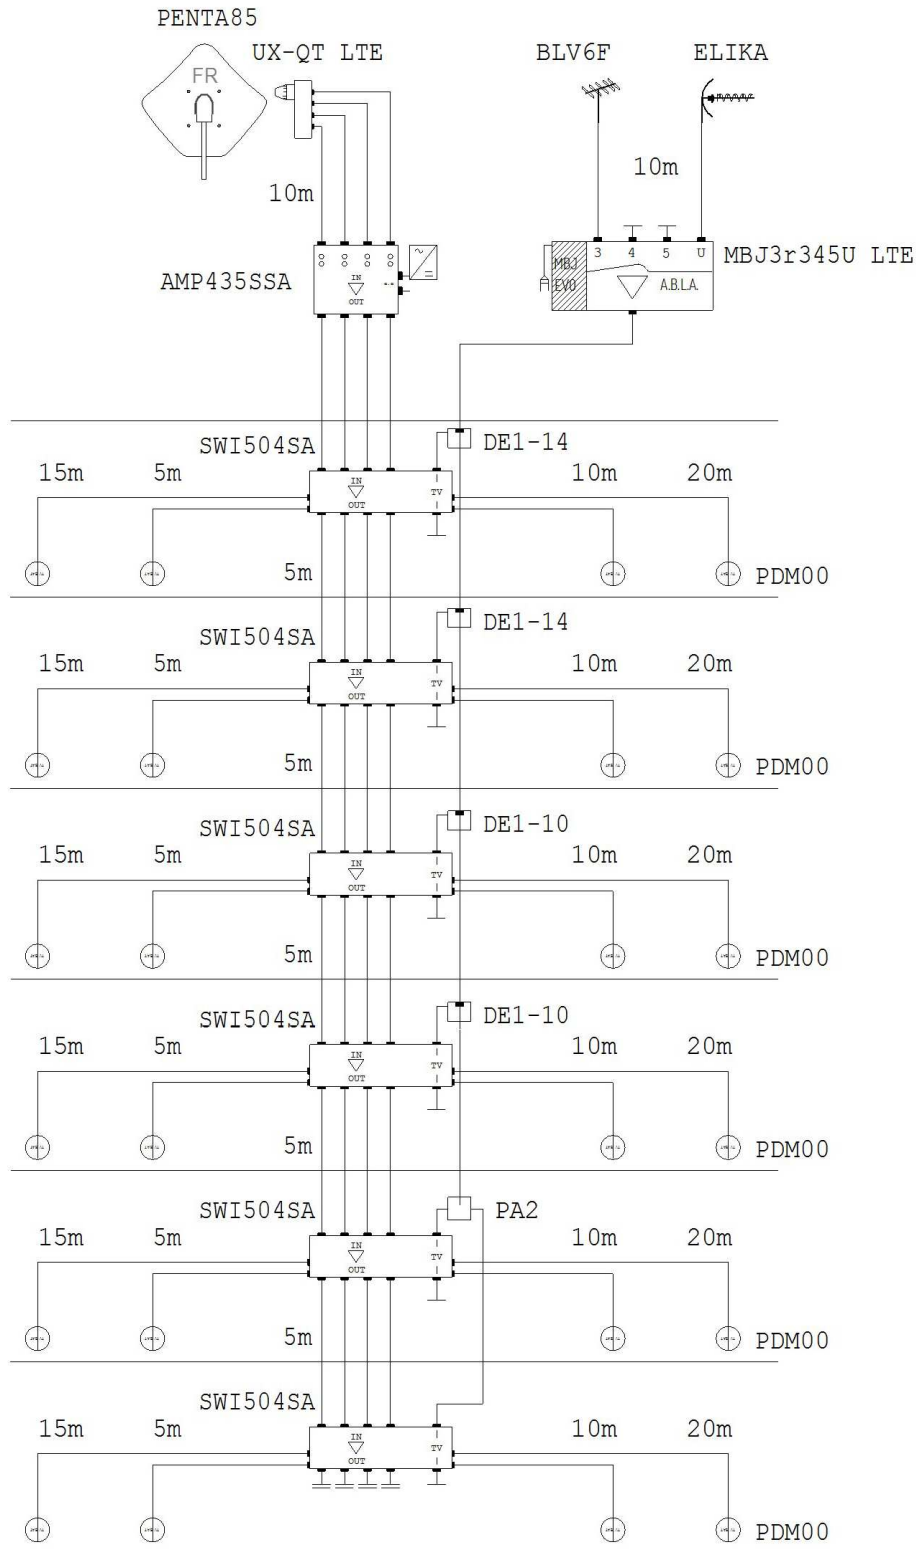 PENTA85
UX-QT LTE
BLV6F
ELIKA
FR
10m
10m
3 4 5 U
MBJ3r345U LTE
MBJ
EVO
A.B.L.A.
AMP435SSA
IN
OUT
SWI504SA
DE1-14
15m 5m 10m 20m
IN
TV
OUT
5m
PDM00
SWI504SA
DE1-14
15m 5m 10m 20m
IN
TV
OUT
5m
PDM00
SWI504SA
DE1-10
15m 5m 10m 20m
IN
TV
OUT
5m
PDM00
SWI504SA
DE1-10
15m 5m 10m 20m
IN
TV
OUT
5m
PDM00
SWI504SA
PA2
15m 5m 10m 20m
IN
TV
OUT
5m
PDM00
SWI504SA
15m 5m 10m 20m
IN
TV
OUT
PDM00